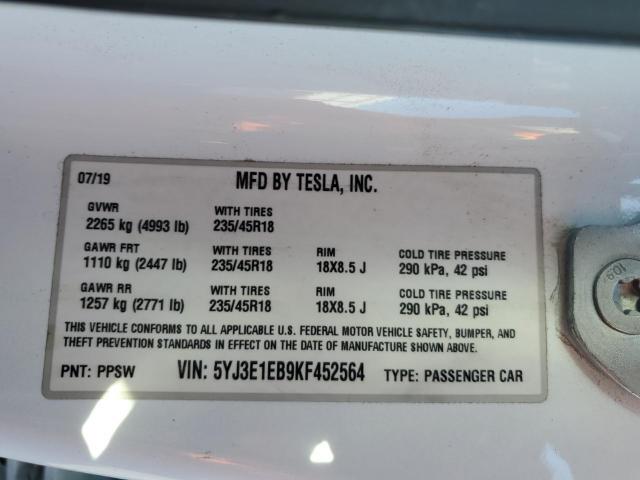 07/19 MFD BY TESLA, INC.
GVWR WITH TIRES
2265 kg (4993 lb) 235/45R18
GAWR FRT WITH TIRES RIM COLD TIRE PRESSURE
1110 kg (2447 lb) 235/45R18 18X8.5 J 290 kPa, 42 psi
GAWR RR WITH TIRES RIM COLD TIRE PRESSURE
1257 kg (2771 lb) 235/45R18 18X8.5 J 290 kPa, 42 psi
THIS VEHICLE CONFORMS TO ALL APPLICABLE U.S. FEDERAL MOTOR VEHICLE SAFETY, BUMPER, AND
THEFT PREVENTION STANDARDS IN EFFECT ON THE DATE OF MANUFACTURE SHOWN ABOVE.
PNT: PPSW VIN: 5YJ3E1EB9KF452564 TYPE: PASSENGER CAR